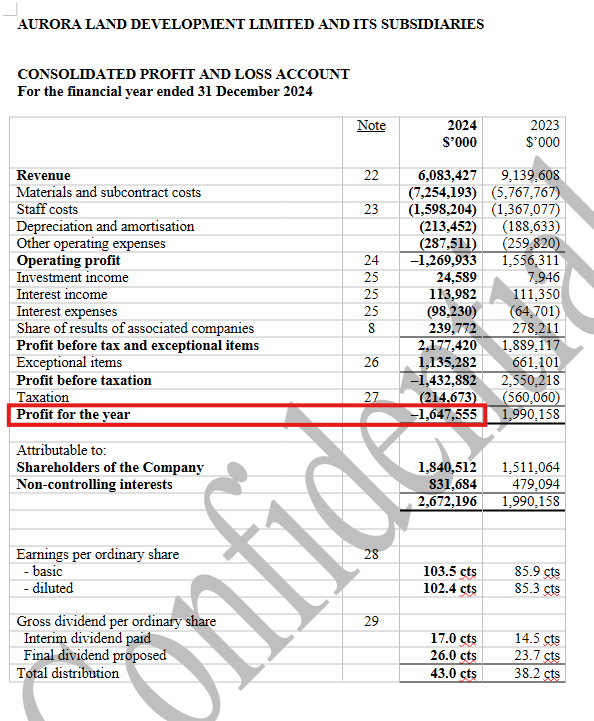 AURORA LAND DEVELOPMENT LIMITED AND ITS SUBSIDIARIES
CONSOLIDATED PROFIT AND LOSS ACCOUNT
For the financial year ended 31 December 2024
Note 2024 2023
$'000 $'000
Revenue 22 6,083,427 9,139,608
Materials and subcontract costs (7,254,193) (5,767,767)
Staff costs 23 (1,598,204) (1,367,077)
Depreciation and amortisation (213,452) (188,633)
Other operating expenses (287,511) (259,820)
Operating profit 24 –1,269,933 1,556,311
Investment income 25 24,589 7,946
Interest income 25 113,982 111,350
Interest expenses 25 (98,230) (64,701)
Share of results of associated companies 8 239,772 278,211
Profit before tax and exceptional items 2,177,420 1,889,117
Exceptional items 26 1,135,282 661,101
Profit before taxation –1,432,882 2,550,218
Taxation 27 (214,673) (560,060)
Profit for the year –1,647,555 1,990,158
Attributable to:
Shareholders of the Company 1,840,512 1,511,064
Non-controlling interests 831,684 479,094
2,672,196 1,990,158
Earnings per ordinary share 28
- basic 103.5 cts 85.9 cts
- diluted 102.4 cts 85.3 cts
Gross dividend per ordinary share 29
Interim dividend paid 17.0 cts 14.5 cts
Final dividend proposed 26.0 cts 23.7 cts
Total distribution 43.0 cts 38.2 cts
Confidential